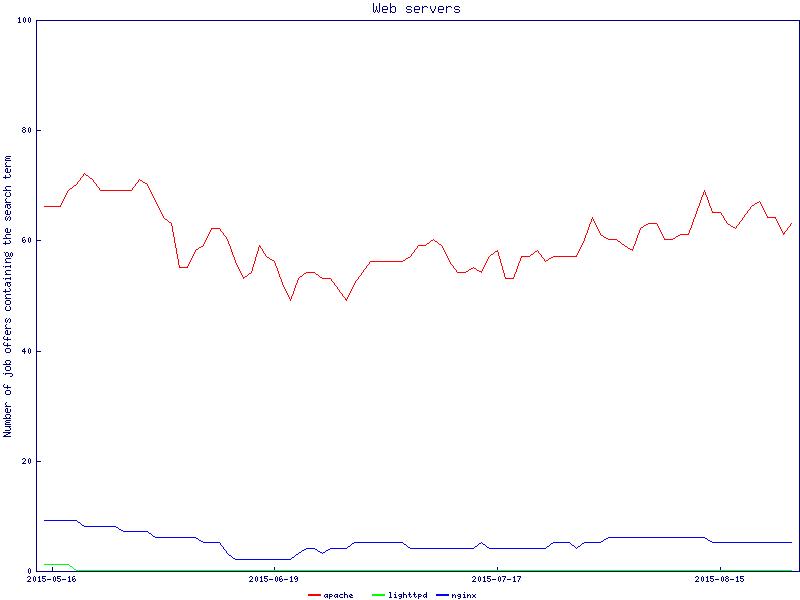 Web servers
100
80
60
40
20
0
Number of job offers containing the search term
2015-05-16 2015-06-19 2015-07-17 2015-08-15
apache lighttpd nginx